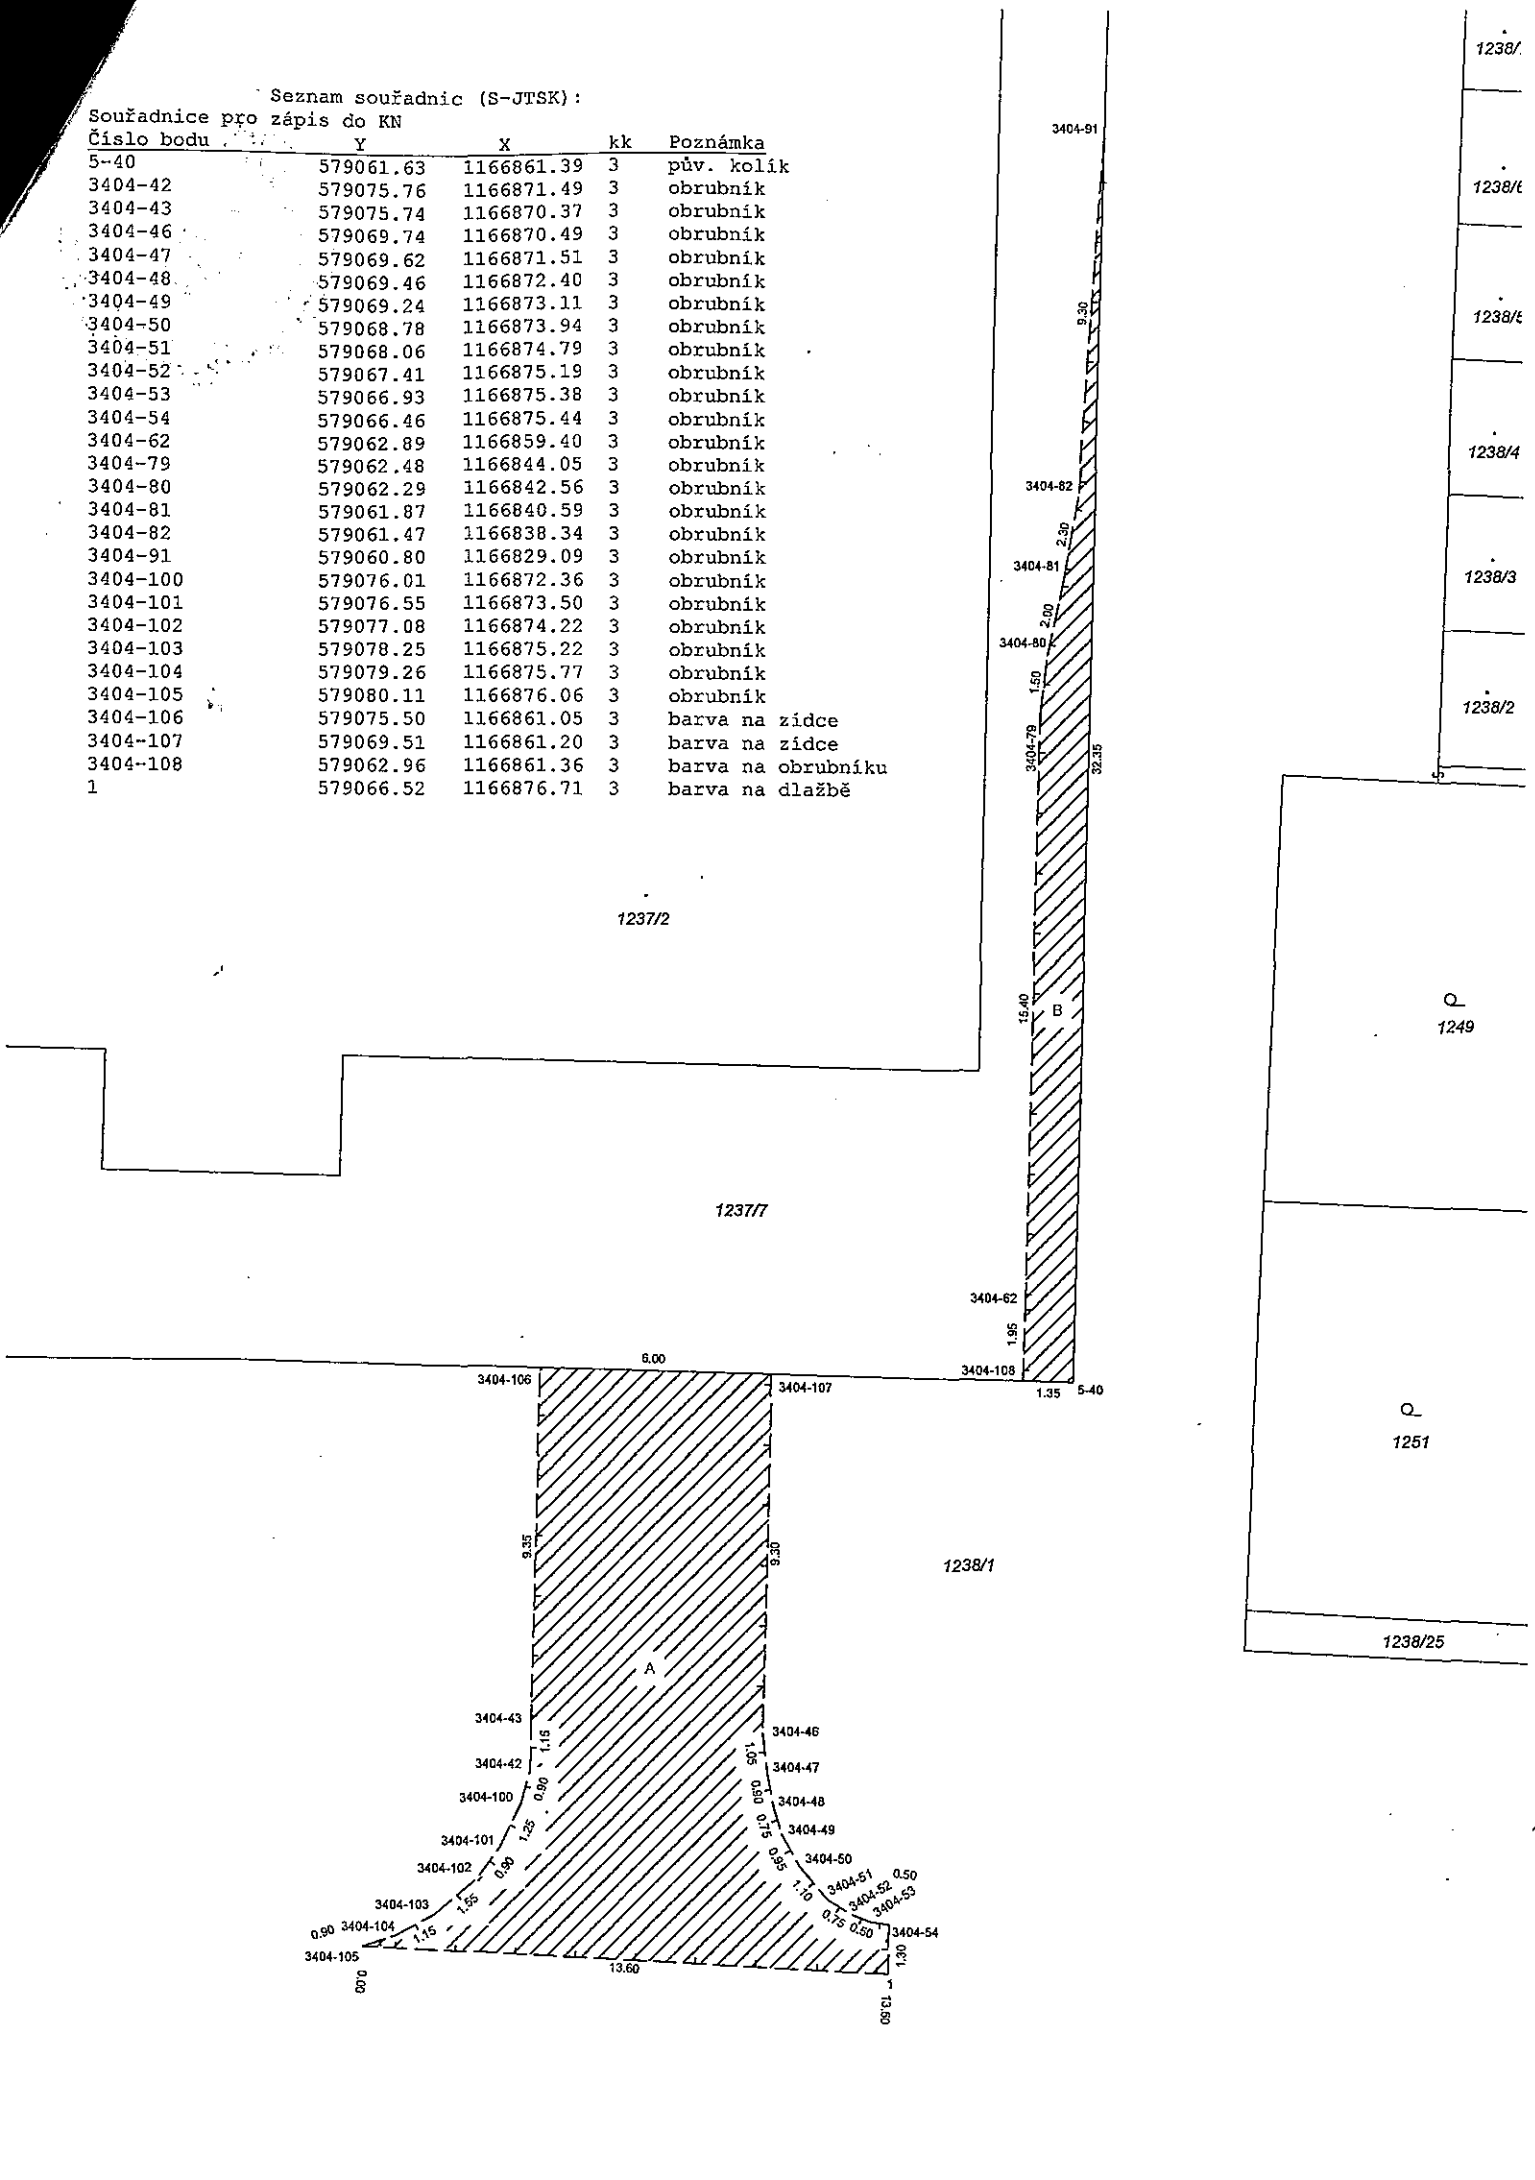 Seznam souřadnic (S-JTSK):
Souřadnice pro zápis do KN
Číslo bodu Y X kk Poznámka
5-40 579061.63 1166861.39 3 pův. kolík
3404-42 579075.76 1166871.49 3 obrubník
3404-43 579075.74 1166870.37 3 obrubník
3404-46 579069.74 1166870.49 3 obrubník
3404-47 579069.62 1166871.51 3 obrubník
3404-48 579069.46 1166872.40 3 obrubník
3404-49 579069.24 1166873.11 3 obrubník
3404-50 579068.78 1166873.94 3 obrubník
3404-51 579068.06 1166874.79 3 obrubník
3404-52 579067.41 1166875.19 3 obrubník
3404-53 579066.93 1166875.38 3 obrubník
3404-54 579066.46 1166875.44 3 obrubník
3404-62 579062.89 1166859.40 3 obrubník
3404-79 579062.48 1166844.05 3 obrubník
3404-80 579062.29 1166842.56 3 obrubník
3404-81 579061.87 1166840.59 3 obrubník
3404-82 579061.47 1166838.34 3 obrubník
3404-91 579060.80 1166829.09 3 obrubník
3404-100 579076.01 1166872.36 3 obrubník
3404-101 579076.55 1166873.50 3 obrubník
3404-102 579077.08 1166874.22 3 obrubník
3404-103 579078.25 1166875.22 3 obrubník
3404-104 579079.26 1166875.77 3 obrubník
3404-105 579080.11 1166876.06 3 obrubník
3404-106 579075.50 1166861.05 3 barva na zídce
3404-107 579069.51 1166861.20 3 barva na zídce
3404-108 579062.96 1166861.36 3 barva na obrubníku
1 579066.52 1166876.71 3 barva na dlažbě
3404-91
9.30
3404-82
2.30
3404-81
2.00
3404-80
1.50
3404-79
32.35
15.40
B
3404-62
1.95
3404-108
1.35
5-40
1238/
1238/
1238/
1238/4
1238/3
1238/2
1249
1251
1238/25
1237/2
1237/7
6.00
3404-106
3404-107
9.35
9.30
1238/1
A
3404-43
1.15
3404-46
1.05
3404-42
0.90
3404-47
0.90
3404-100
1.25
3404-48
0.75
3404-49
0.95
3404-101
0.90
3404-50
1.10
3404-102
1.55
3404-51
0.50
3404-52
0.75
3404-53
0.50
3404-103
1.15
3404-104
0.90
3404-54
1.30
3404-105
13.60
0.00
1
13.60